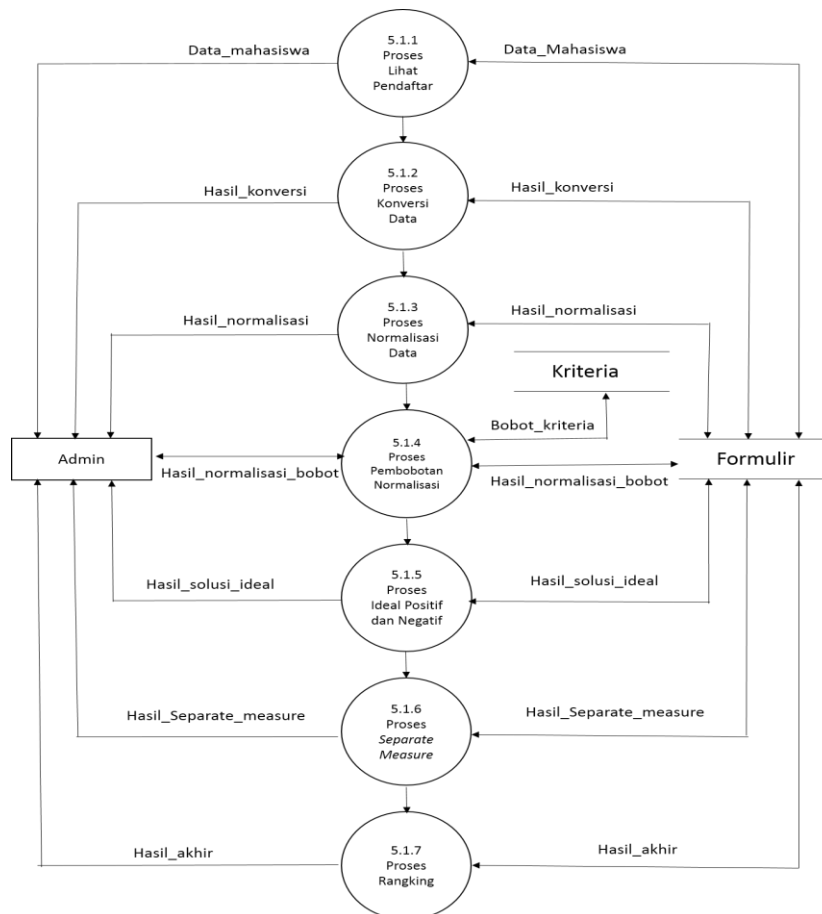 Data_mahasiswa
5.1.1
Proses
Lihat
Pendaftar
Data_Mahasiswa
Hasil_konversi
5.1.2
Proses
Konversi
Data
Hasil_konversi
Hasil_normalisasi
5.1.3
Proses
Normalisasi
Data
Hasil_normalisasi
Kriteria
Bobot_kriteria
Admin
Hasil_normalisasi_bobot
5.1.4
Proses
Pembobotan
Normalisasi
Hasil_normalisasi_bobot
Formulir
Hasil_solusi_ideal
5.1.5
Proses
Ideal Positif
dan Negatif
Hasil_solusi_ideal
Hasil_Separate_measure
5.1.6
Proses
Separate
Measure
Hasil_Separate_measure
Hasil_akhir
5.1.7
Proses
Rangking
Hasil_akhir